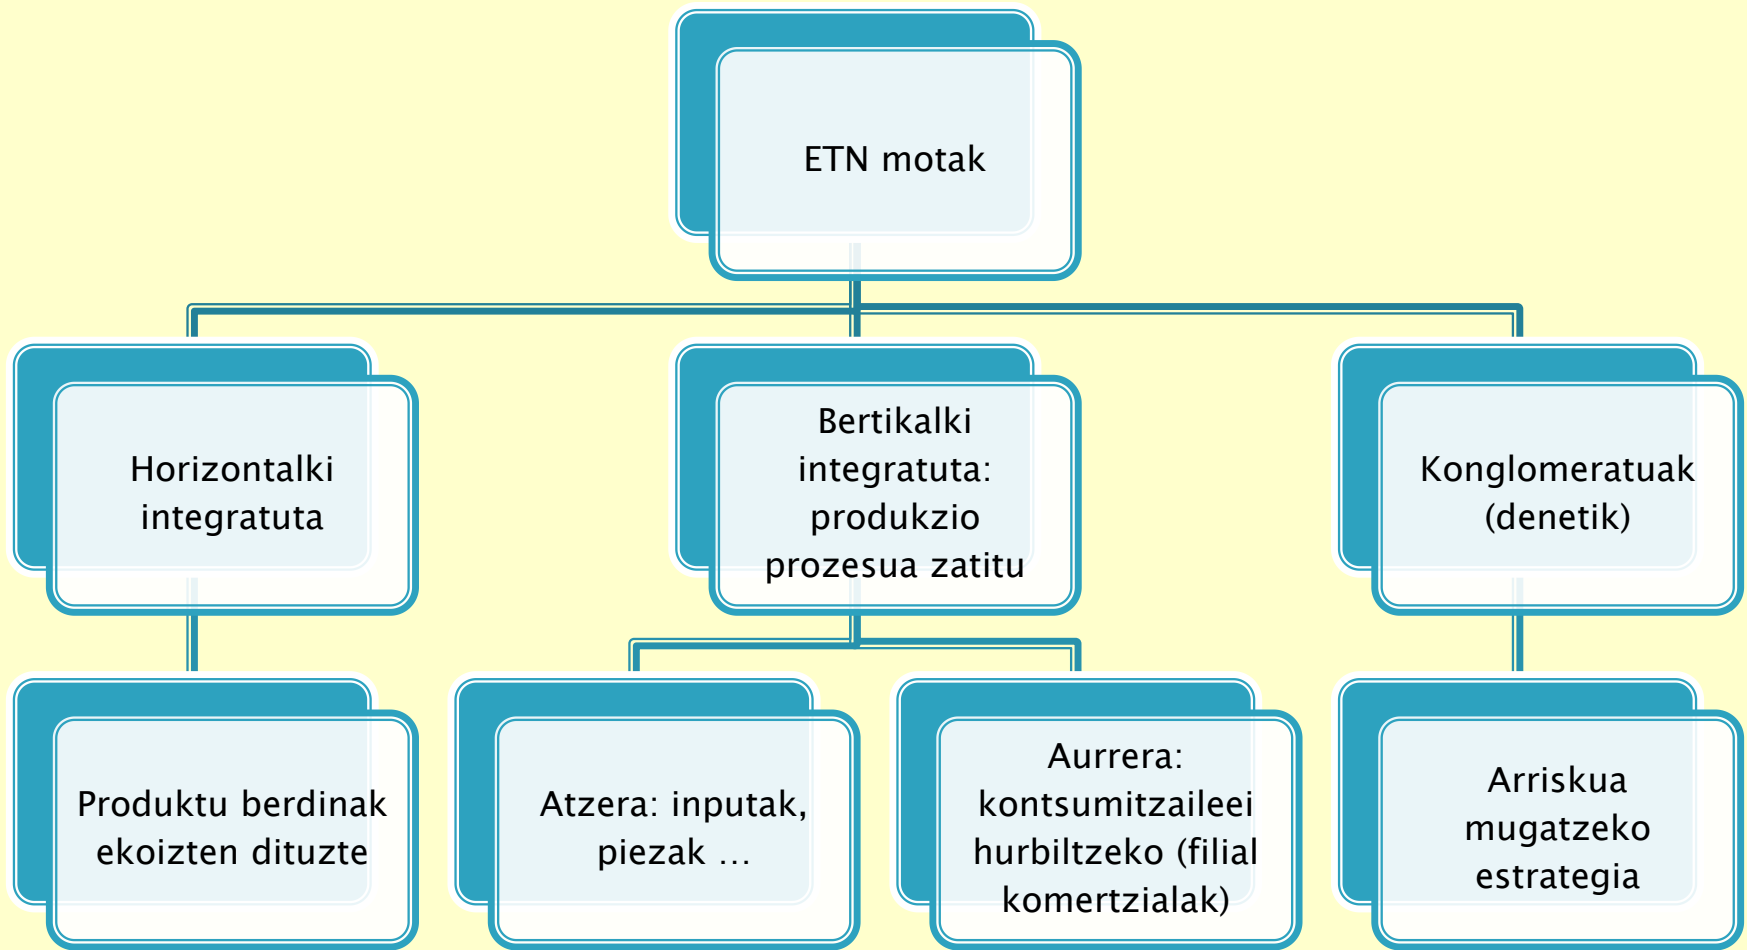 ETN motak
Horizontalki
integratuta
Bertikalki
integratuta:
produkzio
prozesua zatitu
Konglomeratuak
(denetik)
Produktu berdinak
ekoizten dituzte
Atzera: inputak,
piezak …
Aurrera:
kontsumitzaileei
hurbiltzeko (filial
komertzialak)
Arriskua
mugatzeko
estrategia